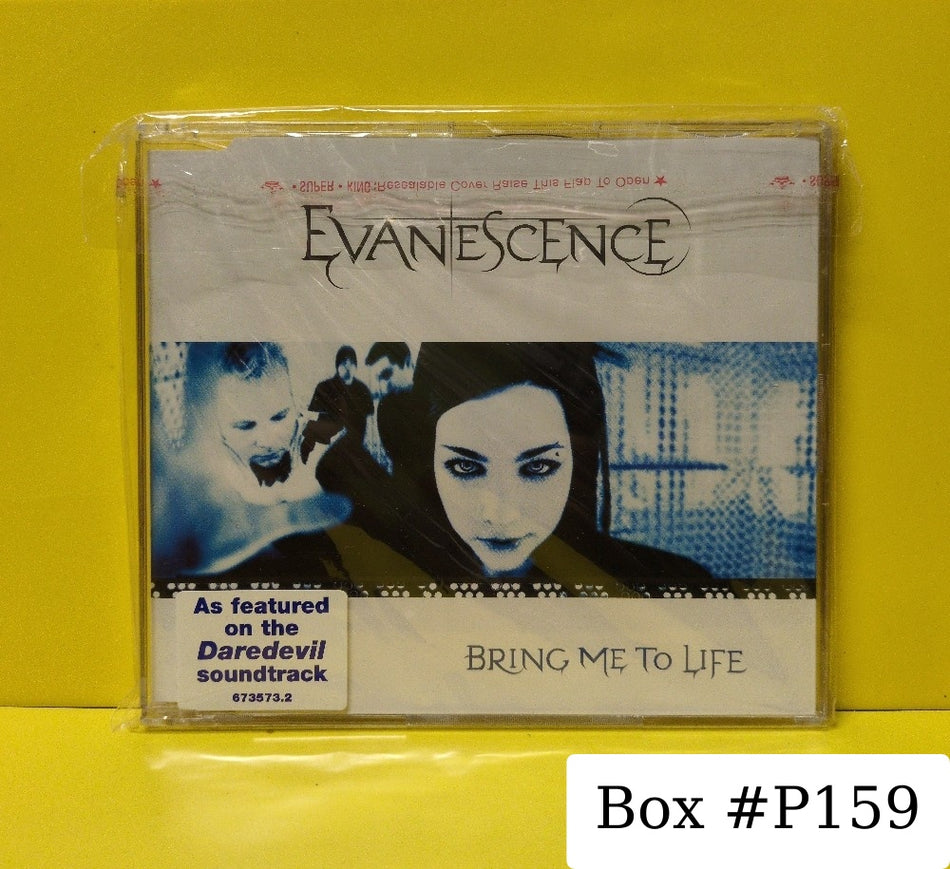 • SUPER • KING:Resealable Cover Raise This Flap To Open ★
EVANESCENCE
As featured
on the
Daredevil
soundtrack
673573.2
BRING ME TO LIFE
Box #P159